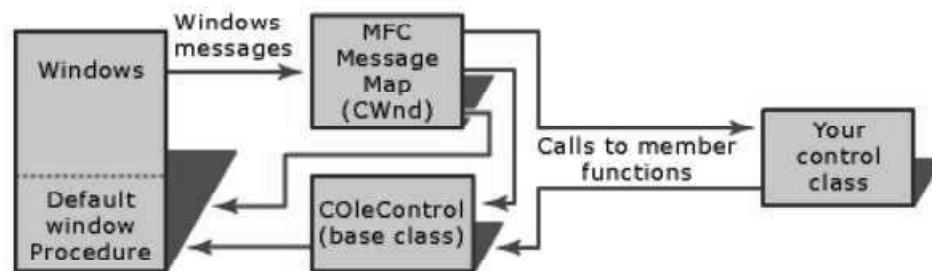 Windows
messages
Windows
Default
window
Procedure
MFC
Message
Map
(CWnd)
COleControl
(base class)
Calls to member
functions
Your
control
class